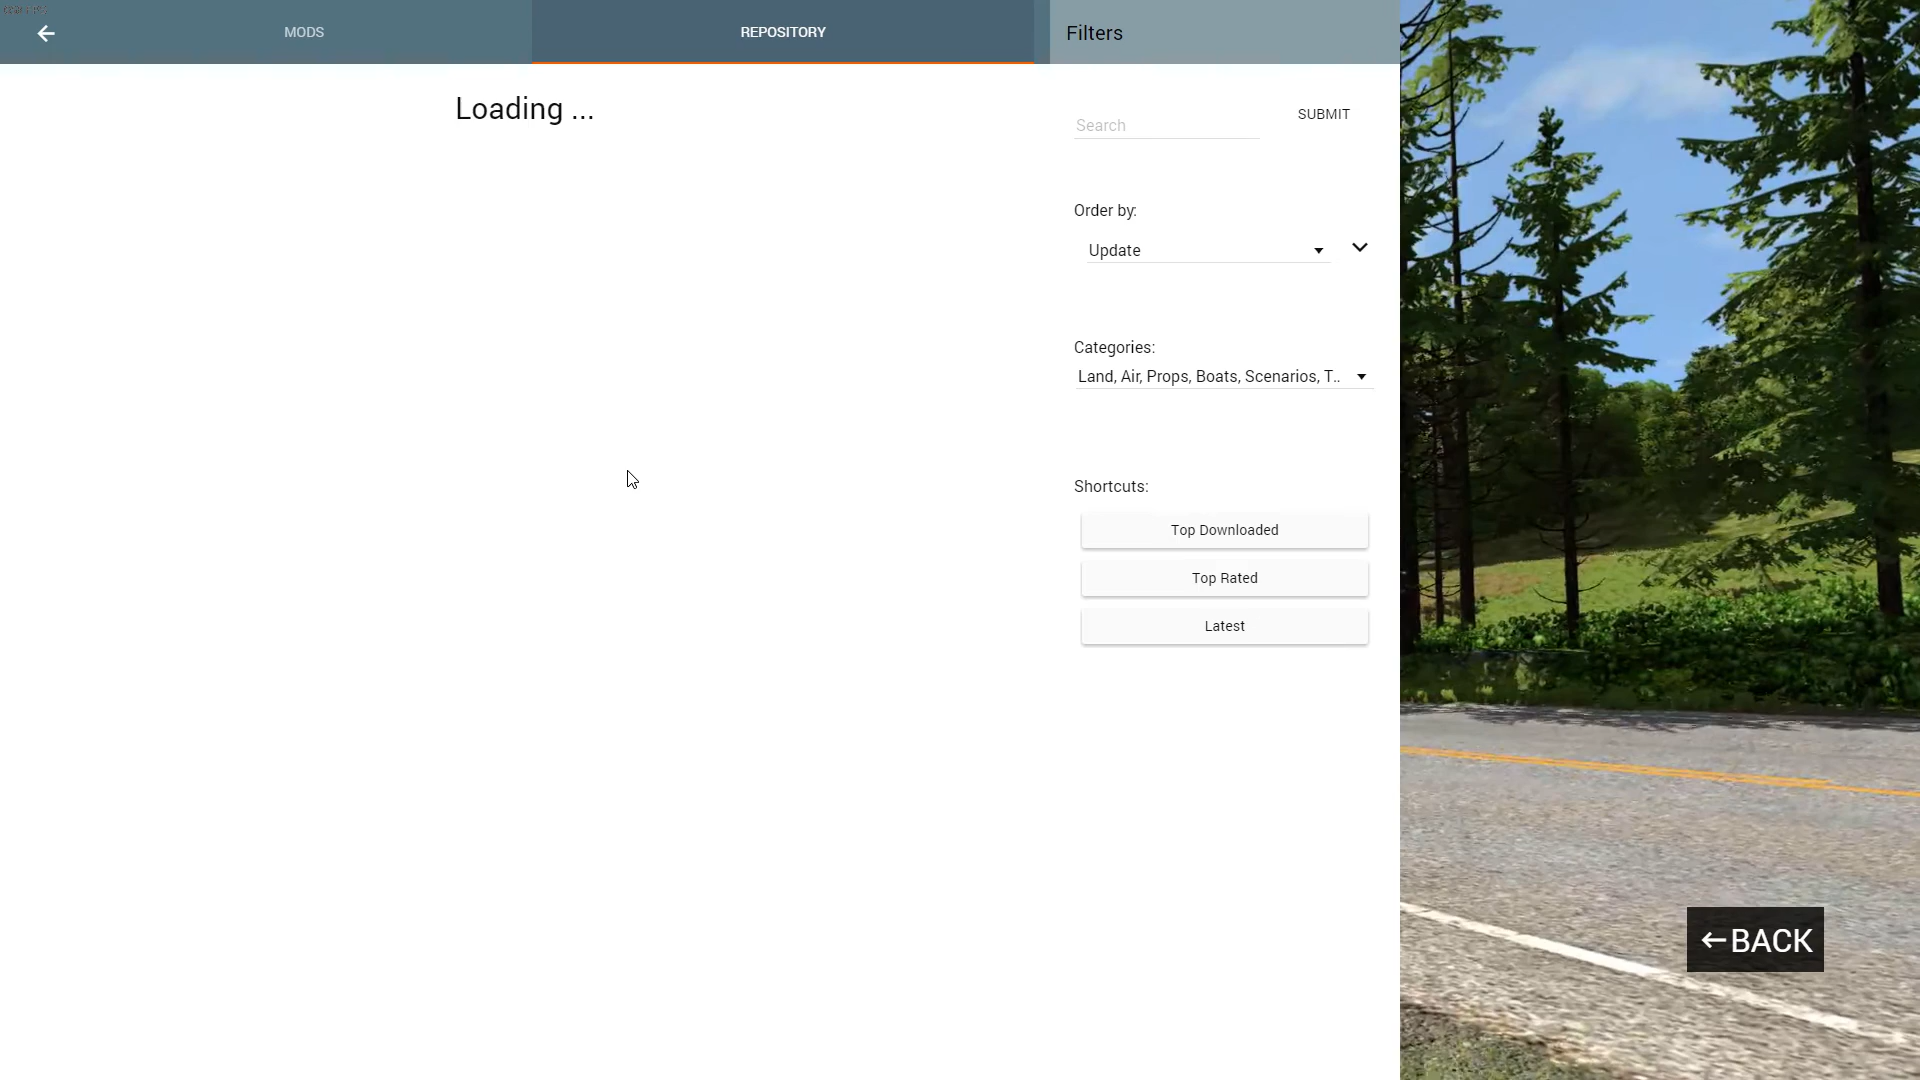 MODS
REPOSITORY
Filters
Loading ...
Search
SUBMIT
Order by:
Update
Categories:
Land, Air, Props, Boats, Scenarios, T..
Shortcuts:
Top Downloaded
Top Rated
Latest
←BACK